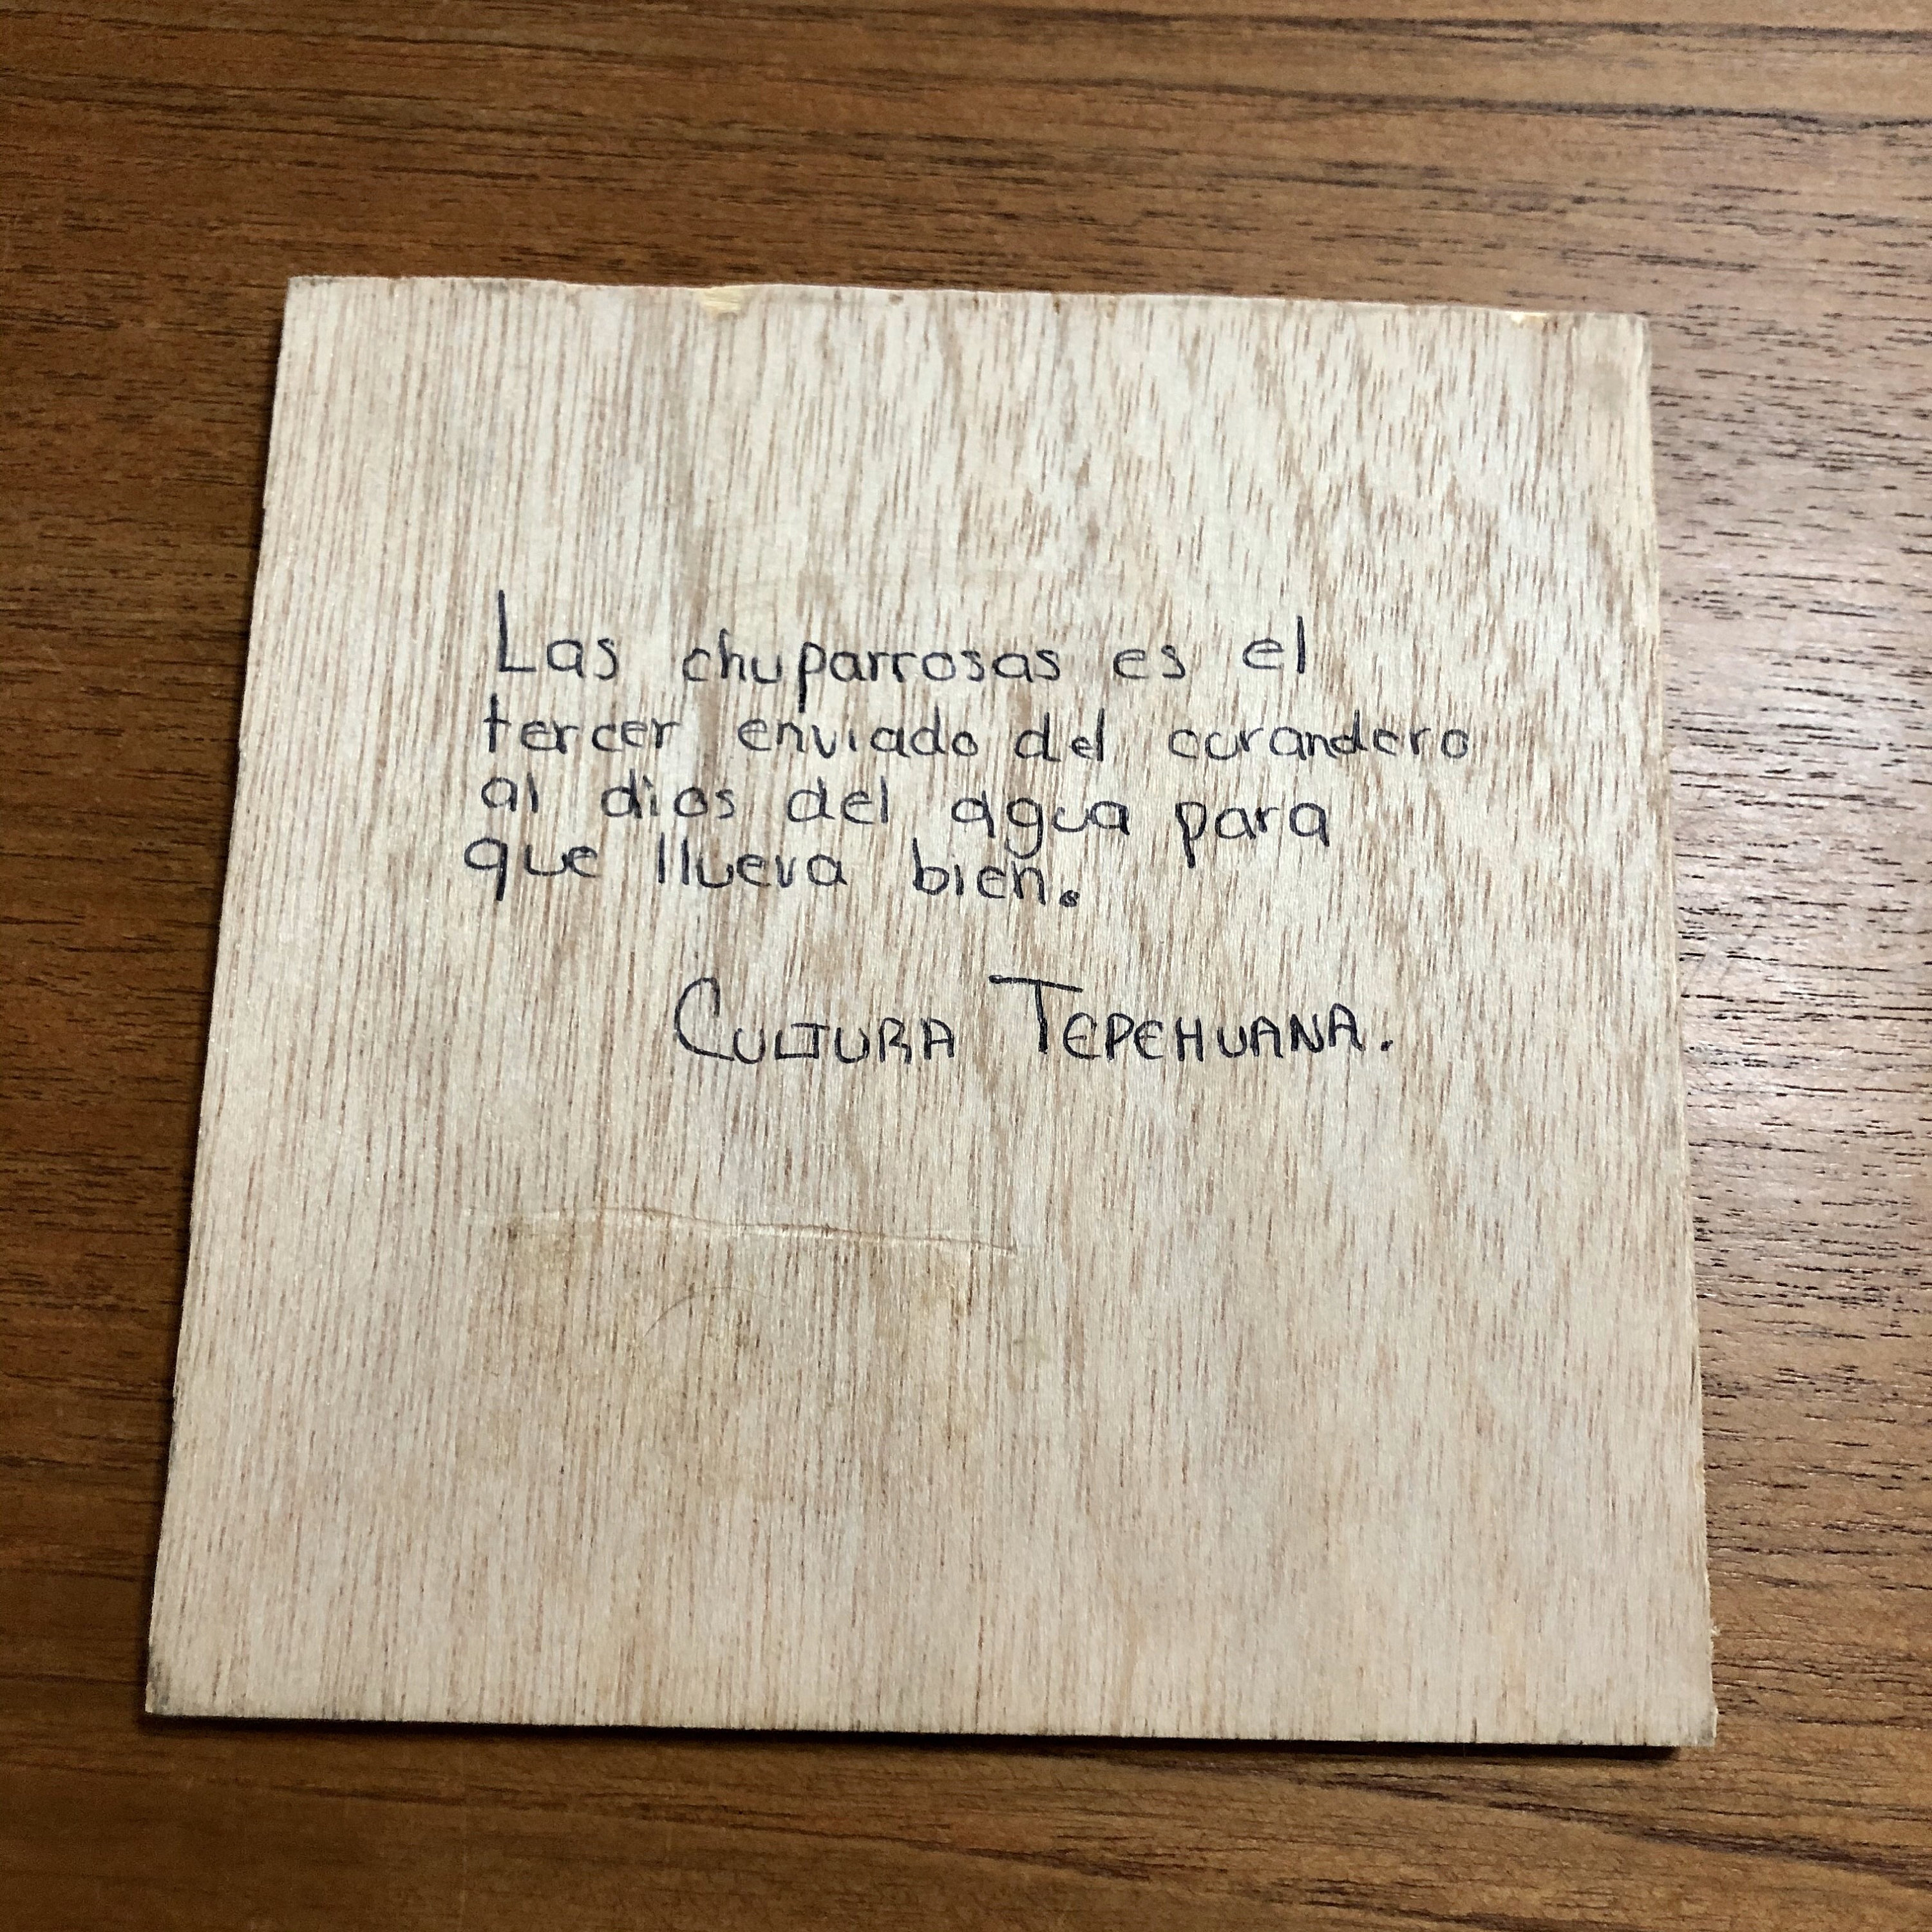 Las chuparrosas es el
tercer enviado del curandero
al dios del agua para
que llueva bien.
CULTURA TEPEHUANA.